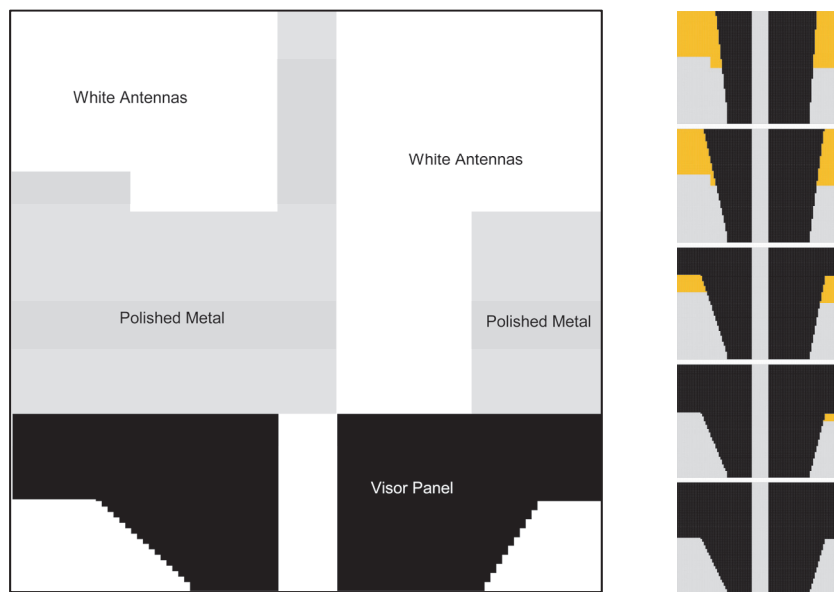 White Antennas
White Antennas
Polished Metal
Polished Metal
Visor Panel